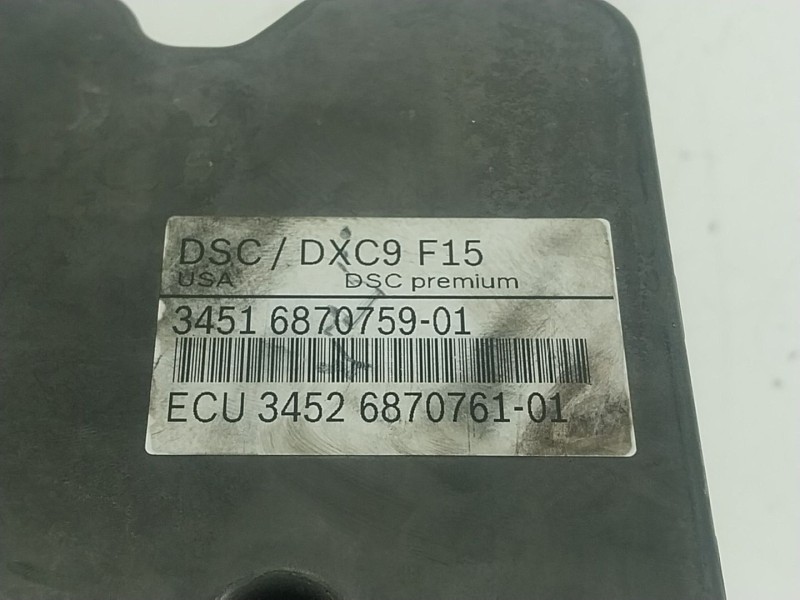 DSC / DXC9 F15
USA DSC premium
3451 6870759-01
ECU 3452 6870761-01